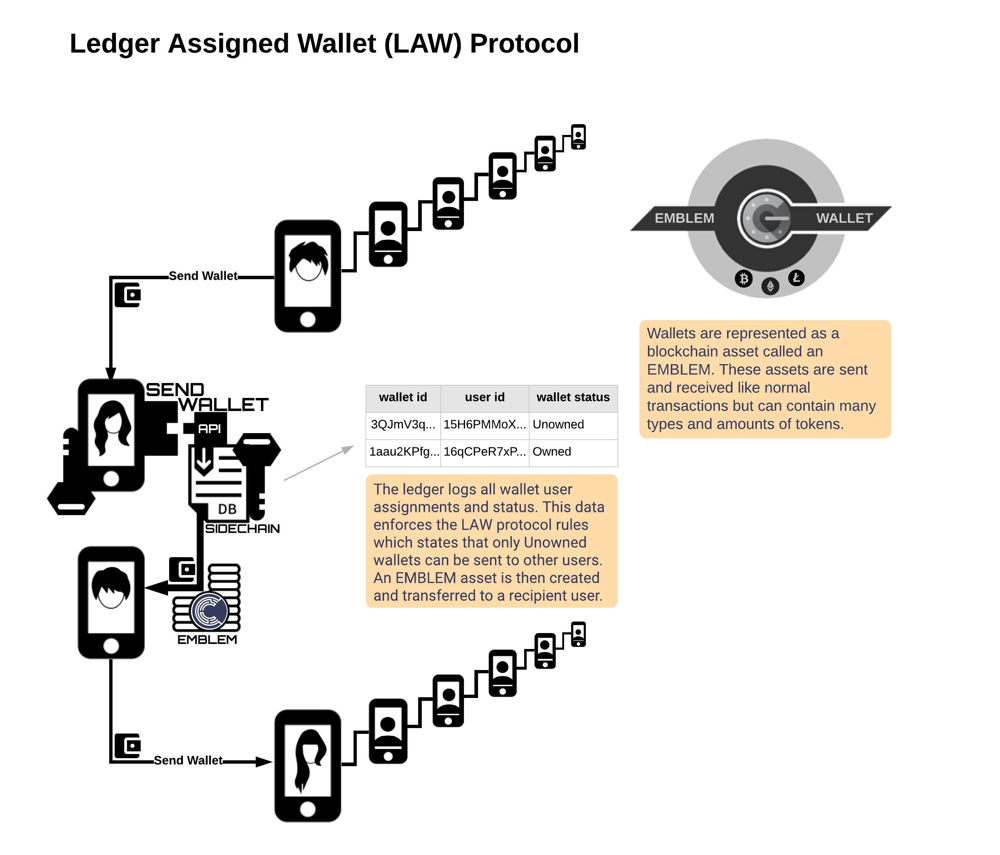 Ledger Assigned Wallet (LAW) Protocol
EMBLEM WALLET
Send Wallet
Wallets are represented as a
blockchain asset called an
EMBLEM. These assets are sent
and received like normal
transactions but can contain many
types and amounts of tokens.
SEND
WALLET
API
DB
SIDECHAIN
wallet id user id wallet status
3QJmV3q... 15H6PMMoX... Unowned
1aau2KPfg... 16qCPeR7xP... Owned
The ledger logs all wallet user
assignments and status. This data
enforces the LAW protocol rules
which states that only Unowned
wallets can be sent to other users.
An EMBLEM asset is then created
and transferred to a recipient user.
EMBLEM
Send Wallet